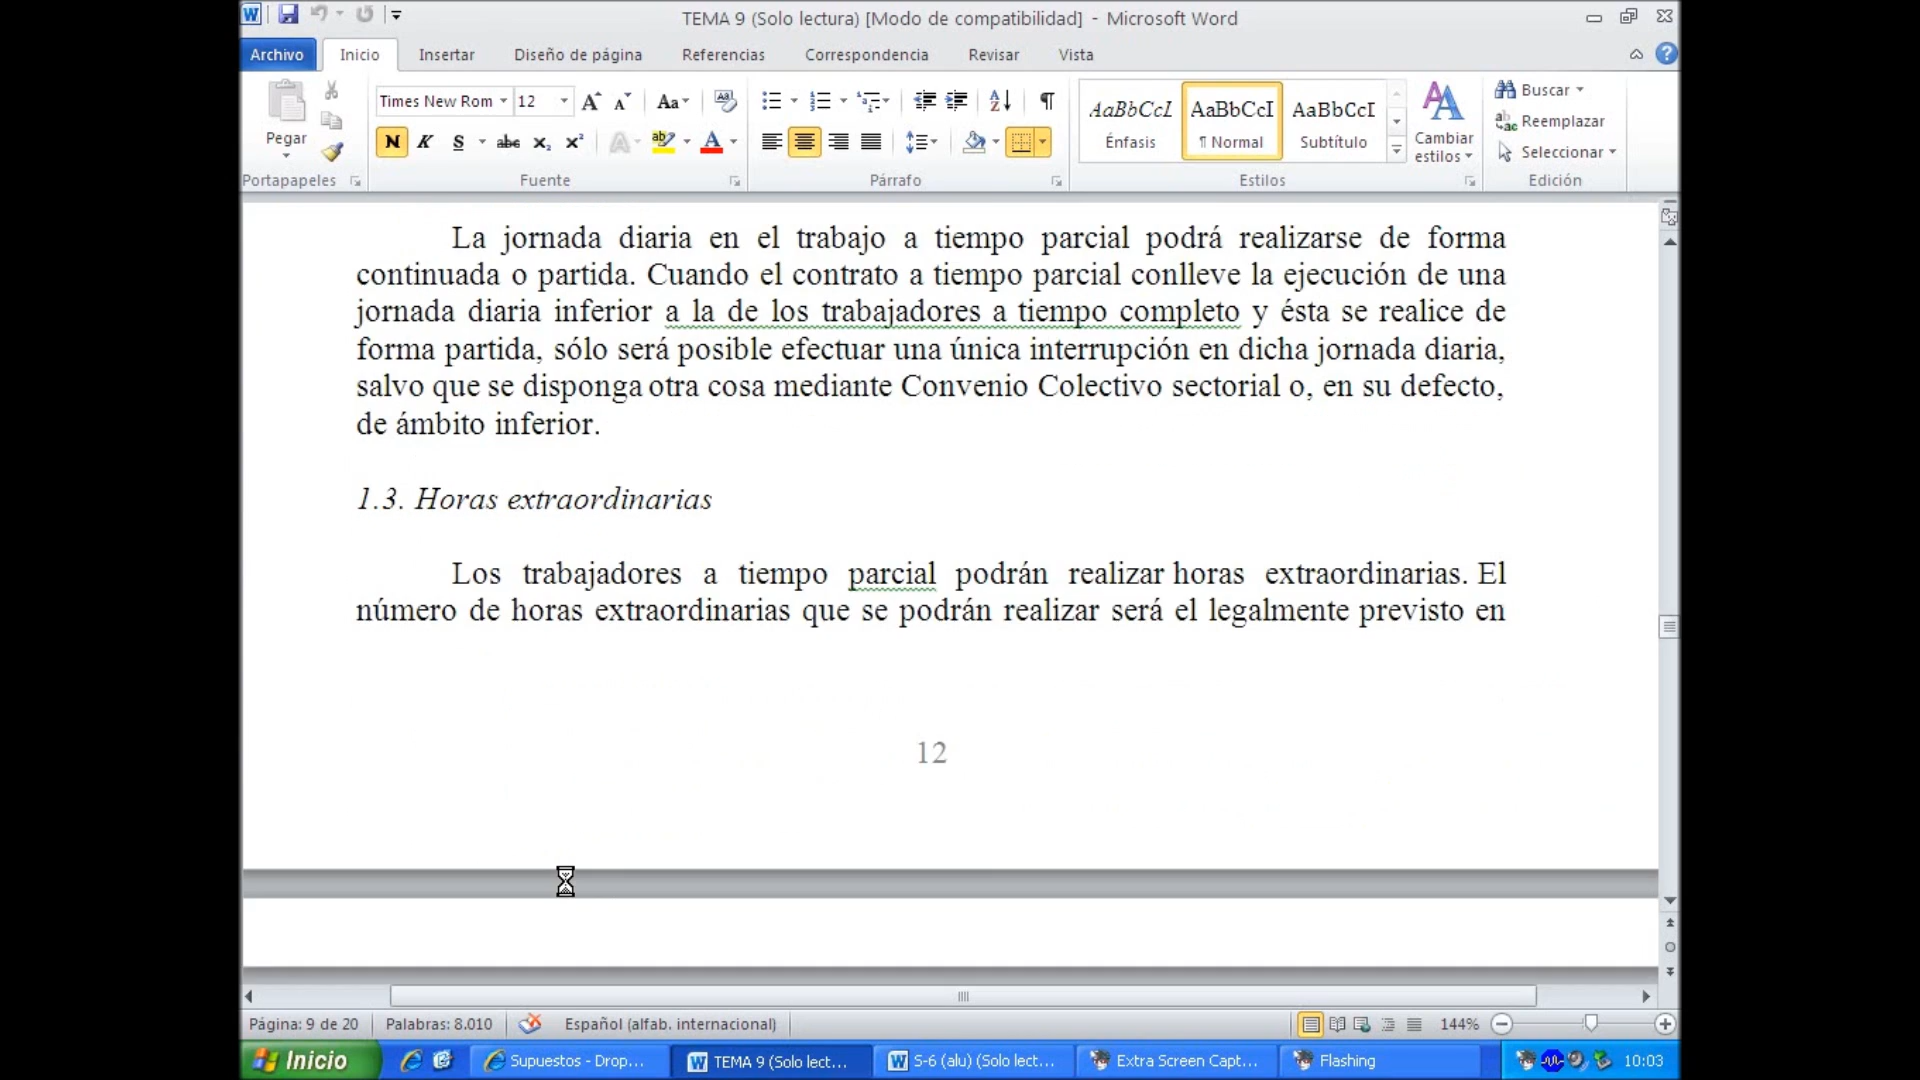 TEMA 9 (Solo lectura) [Modo de compatibilidad] - Microsoft Word
Archivo Inicio Insertar Diseño de página Referencias Correspondencia Revisar Vista
Times New Rom 12 Aa
AaBbCcI AaBbCcI AaBbCcI
Buscar
Pegar
Reemplazar
N K S abc x₂ x² A ab A
Énfasis ¶ Normal Subtítulo
Cambiar estilos
Seleccionar
Portapapeles Fuente Párrafo Estilos Edición
La jornada diaria en el trabajo a tiempo parcial podrá realizarse de forma
continuada o partida. Cuando el contrato a tiempo parcial conlleve la ejecución de una
jornada diaria inferior a la de los trabajadores a tiempo completo y ésta se realice de
forma partida, sólo será posible efectuar una única interrupción en dicha jornada diaria,
salvo que se disponga otra cosa mediante Convenio Colectivo sectorial o, en su defecto,
de ámbito inferior.
1.3. Horas extraordinarias
Los trabajadores a tiempo parcial podrán realizar horas extraordinarias. El
número de horas extraordinarias que se podrán realizar será el legalmente previsto en
12
Página: 9 de 20 Palabras: 8.010 Español (alfab. internacional) 144%
Inicio Supuestos - Drop... TEMA 9 (Solo lect... S-6 (alu) (Solo lect... Extra Screen Capt... Flashing 10:03